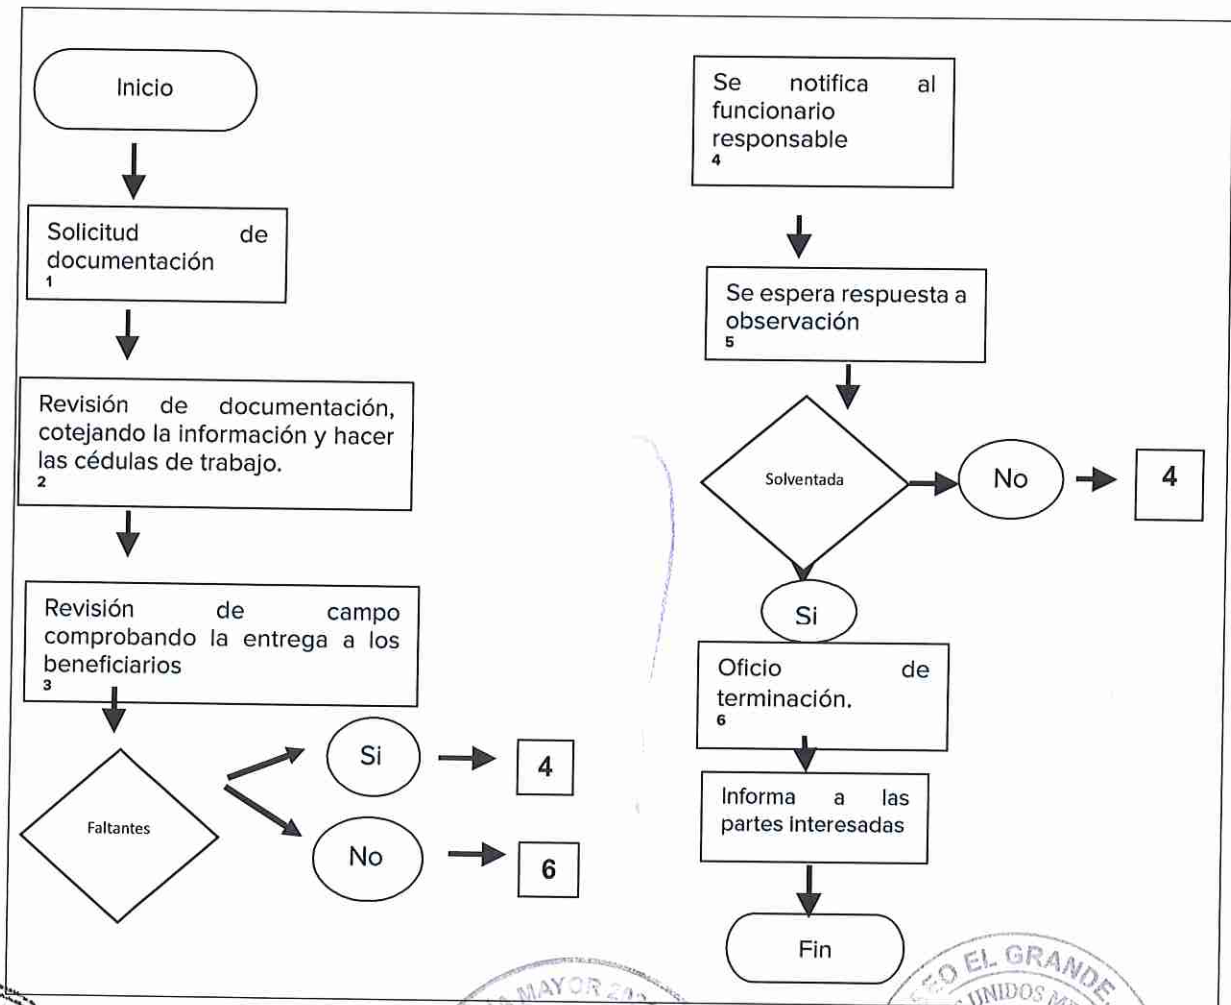 Inicio
Solicitud de
documentación
1
Revisión de documentación,
cotejando la información y hacer
las cédulas de trabajo.
2
Revisión de campo
comprobando la entrega a los
beneficiarios
3
Faltantes
Si
4
No
6
Se notifica al
funcionario
responsable
4
Se espera respuesta a
observación
5
Solventada
No
4
Si
Oficio de
terminación.
6
Informa a las
partes interesadas
Fin
MAYOR
EO EL GRANDE
UNIDOS